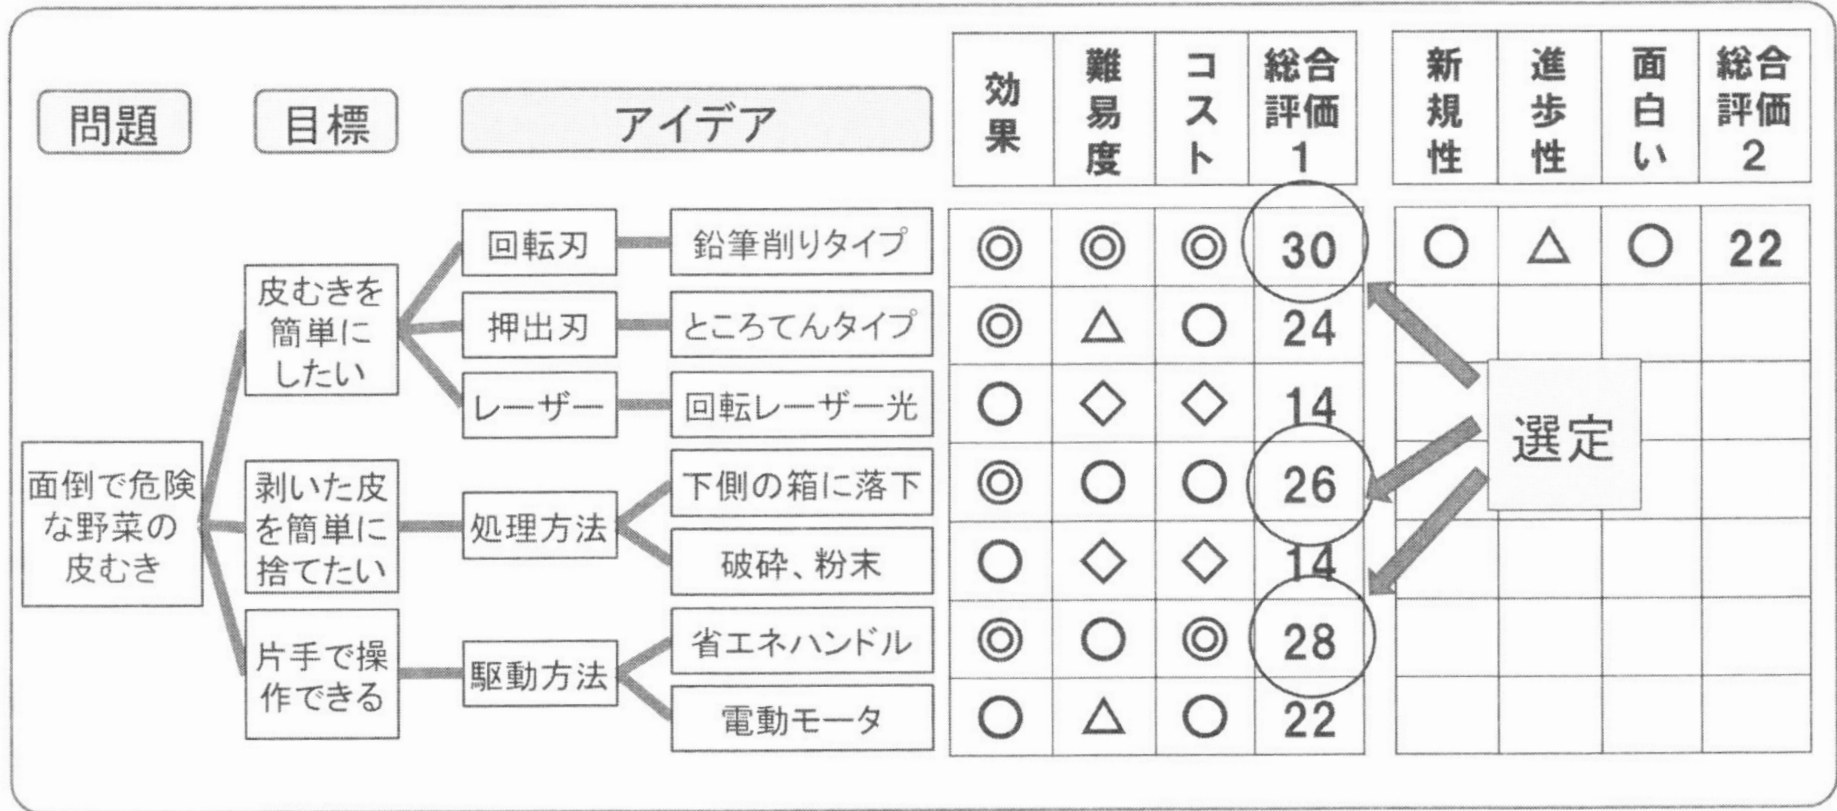 問題
目標
アイデア
効果
難易度
コスト
総合
評価
1
新規性
進歩性
面白い
総合
評価
2
面倒で危険
な野菜の
皮むき
皮むきを
簡単に
したい
剥いた皮
を簡単に
捨てたい
片手で操
作できる
回転刃
鉛筆削りタイプ
◎ ◎ ◎ 30 ○ △ ○ 22
押出刃
ところてんタイプ
◎ △ ○ 24
レーザー
回転レーザー光
○ ◇ ◇ 14
選定
処理方法
下側の箱に落下
◎ ○ ○ 26
破砕、粉末
○ ◇ ◇ 14
駆動方法
省エネハンドル
◎ ○ ◎ 28
電動モータ
○ △ ○ 22